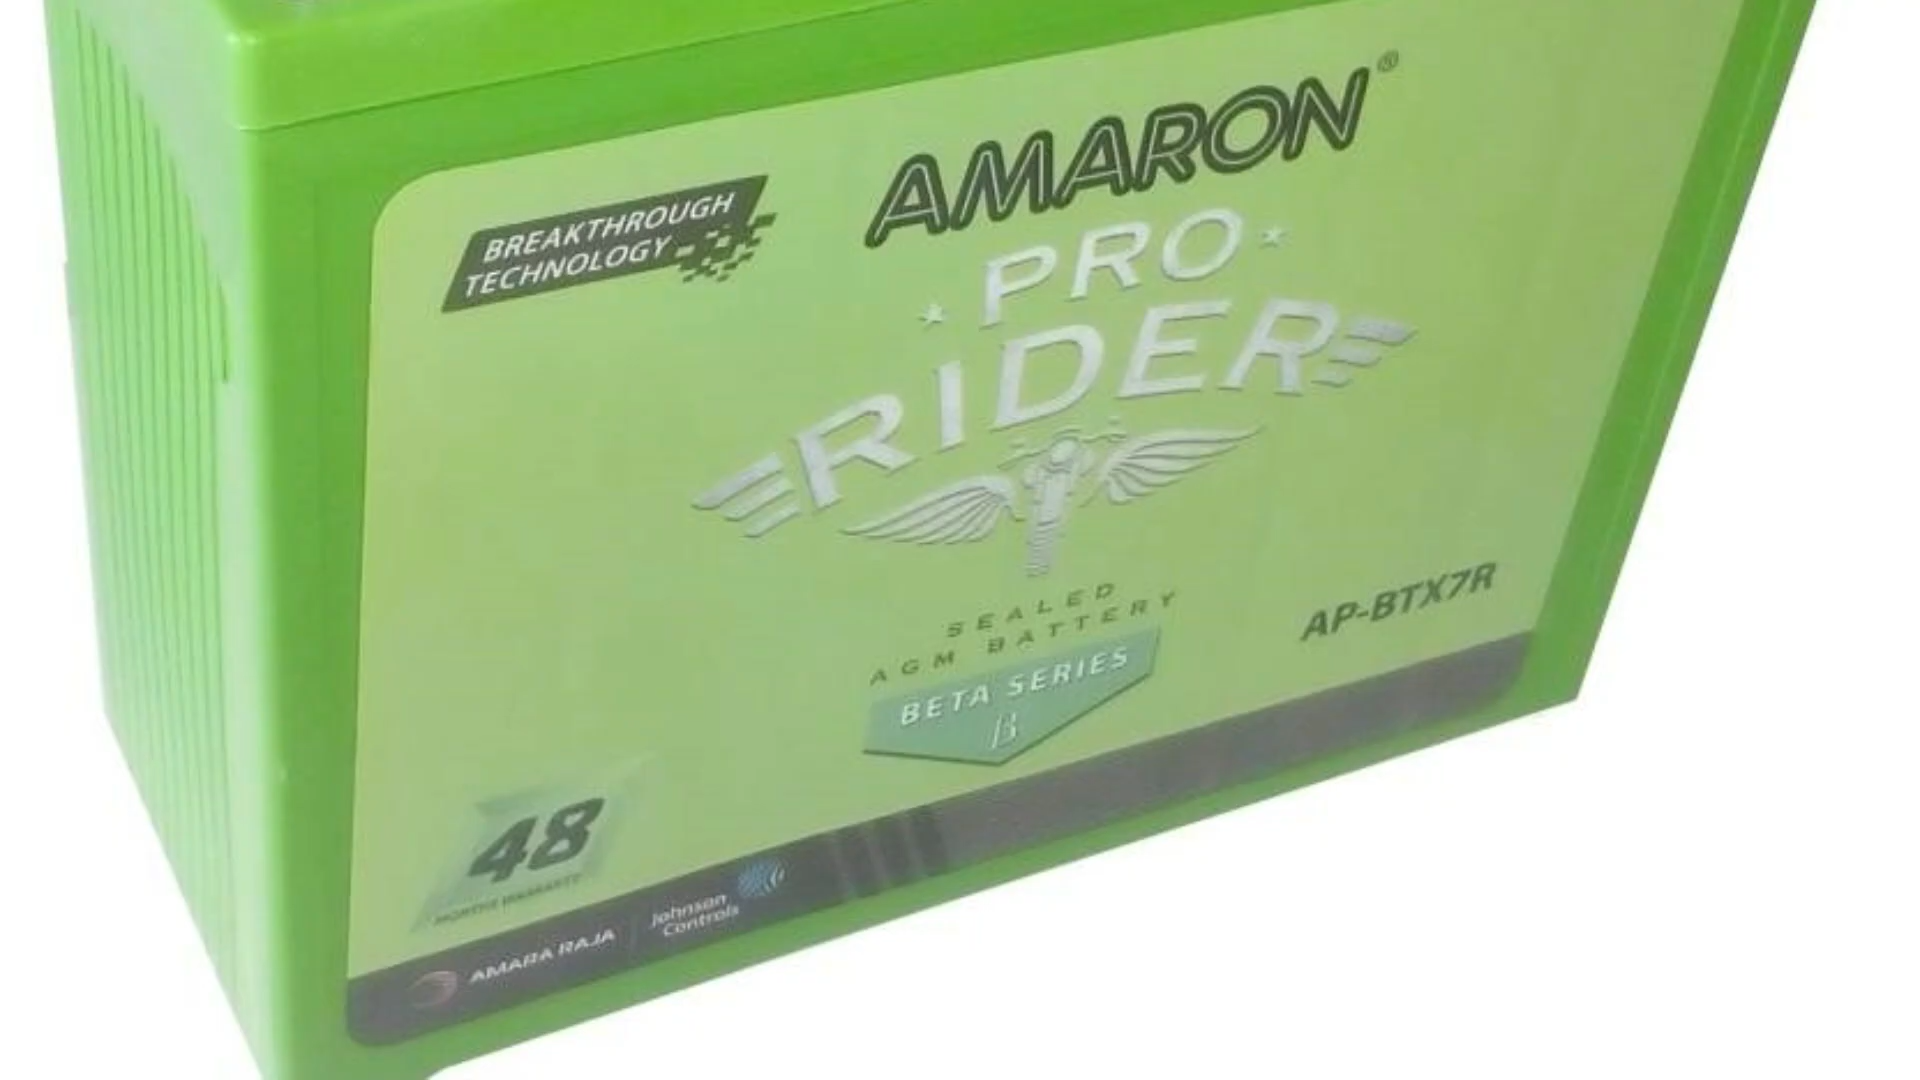 BREAKTHROUGH
TECHNOLOGY
AMARON®
PRO
RIDER
SEALED
AGM BATTERY
BETA SERIES
β
AP-BTX7R
48
MONTHS WARRANTY
AMARA RAJA
Johnson
Controls